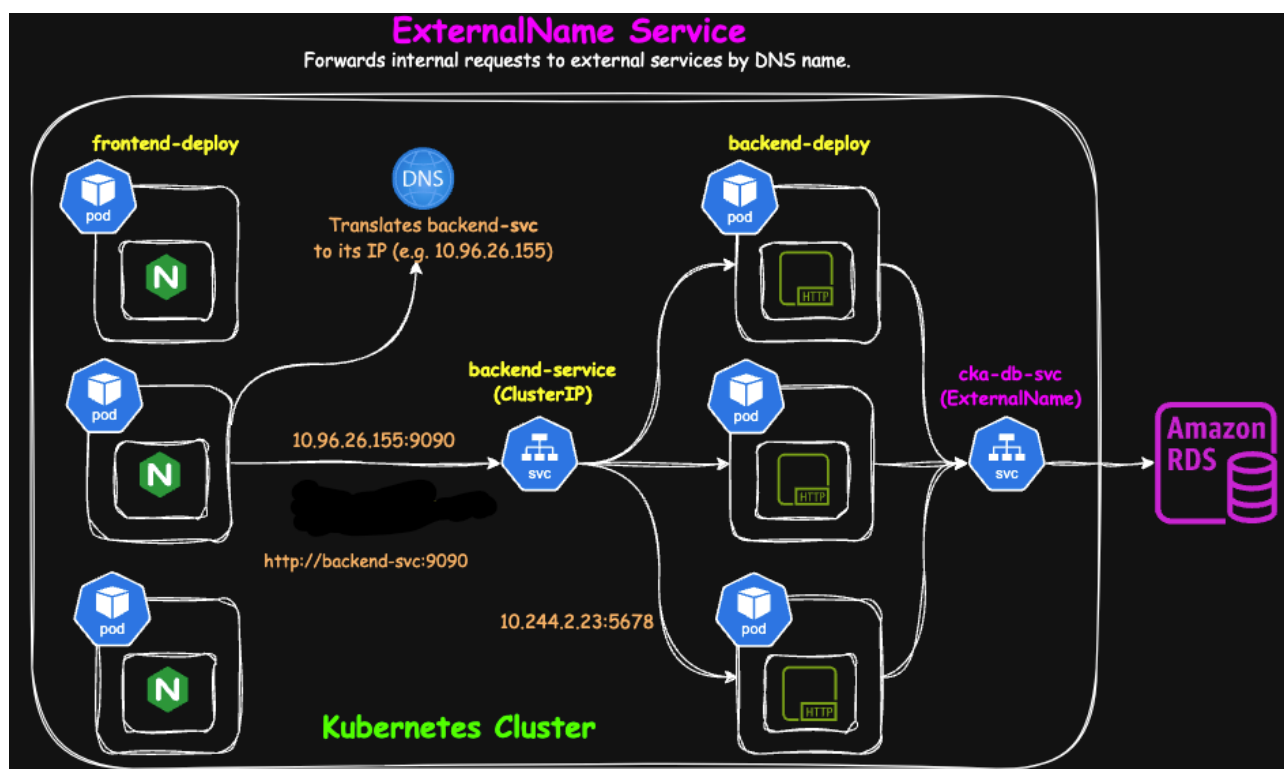 ExternalName Service
Forwards internal requests to external services by DNS name.
frontend-deploy
pod
N
DNS
Translates backend-svc
to its IP (e.g. 10.96.26.155)
backend-deploy
pod
HTTP
pod
N
10.96.26.155:9090
http://backend-svc:9090
backend-service
(ClusterIP)
svc
pod
HTTP
cka-db-svc
(ExternalName)
svc
Amazon
RDS
pod
N
10.244.2.23:5678
pod
HTTP
Kubernetes Cluster